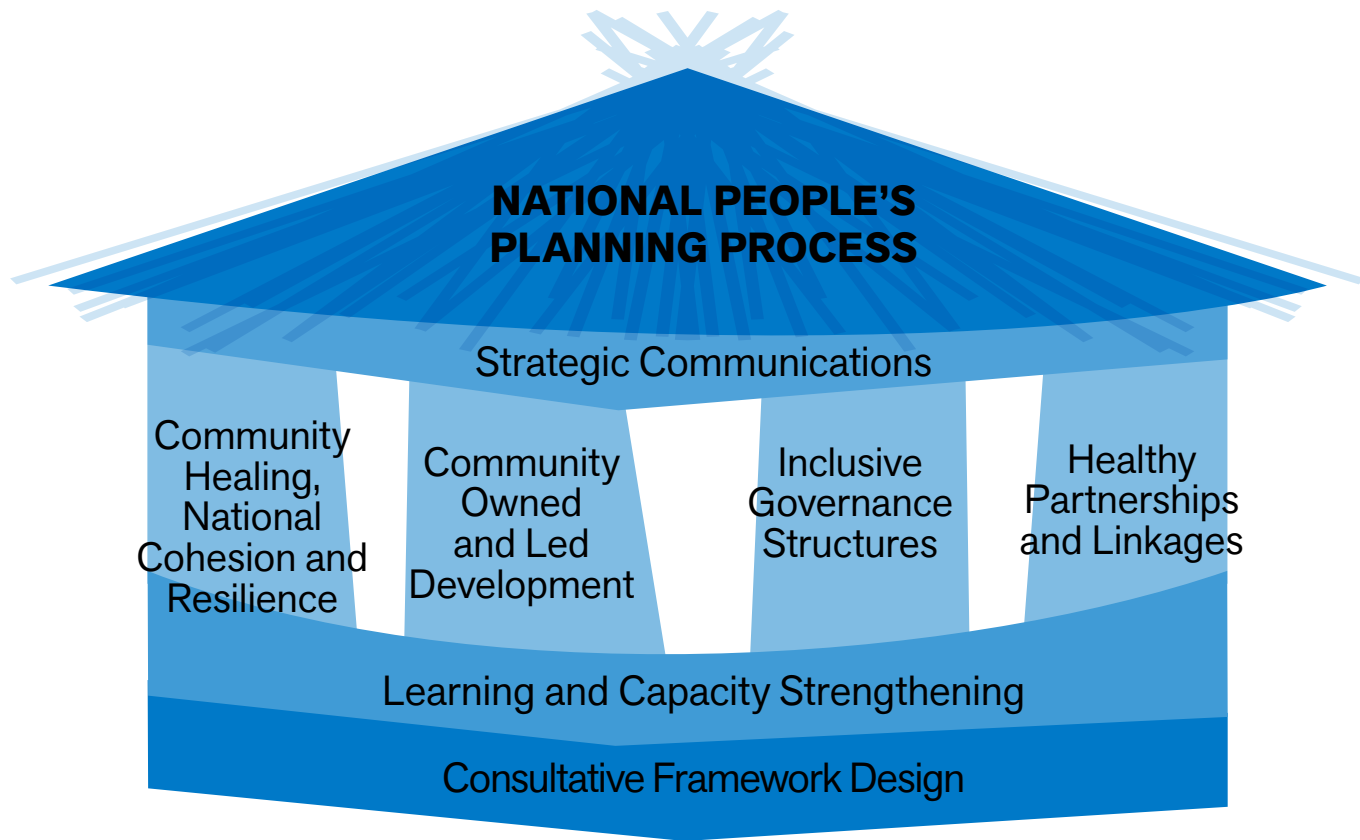 NATIONAL PEOPLE’S
PLANNING PROCESS
Strategic Communications
Community
Healing,
National
Cohesion and
Resilience
Community
Owned
and Led
Development
Inclusive
Governance
Structures
Healthy
Partnerships
and Linkages
Learning and Capacity Strengthening
Consultative Framework Design